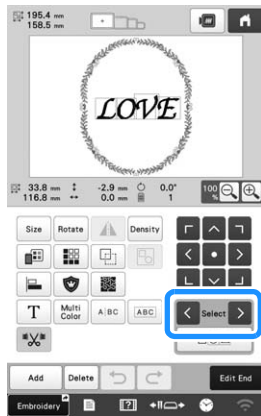 195.4 mm
158.5 mm
LOVE
33.8 mm -2.9 mm 0.0°
116.8 mm 0.0 mm 1
100 %
Size Rotate Density
T Multi Color A BC ABC
Select
Add Delete Edit End
Embroidery